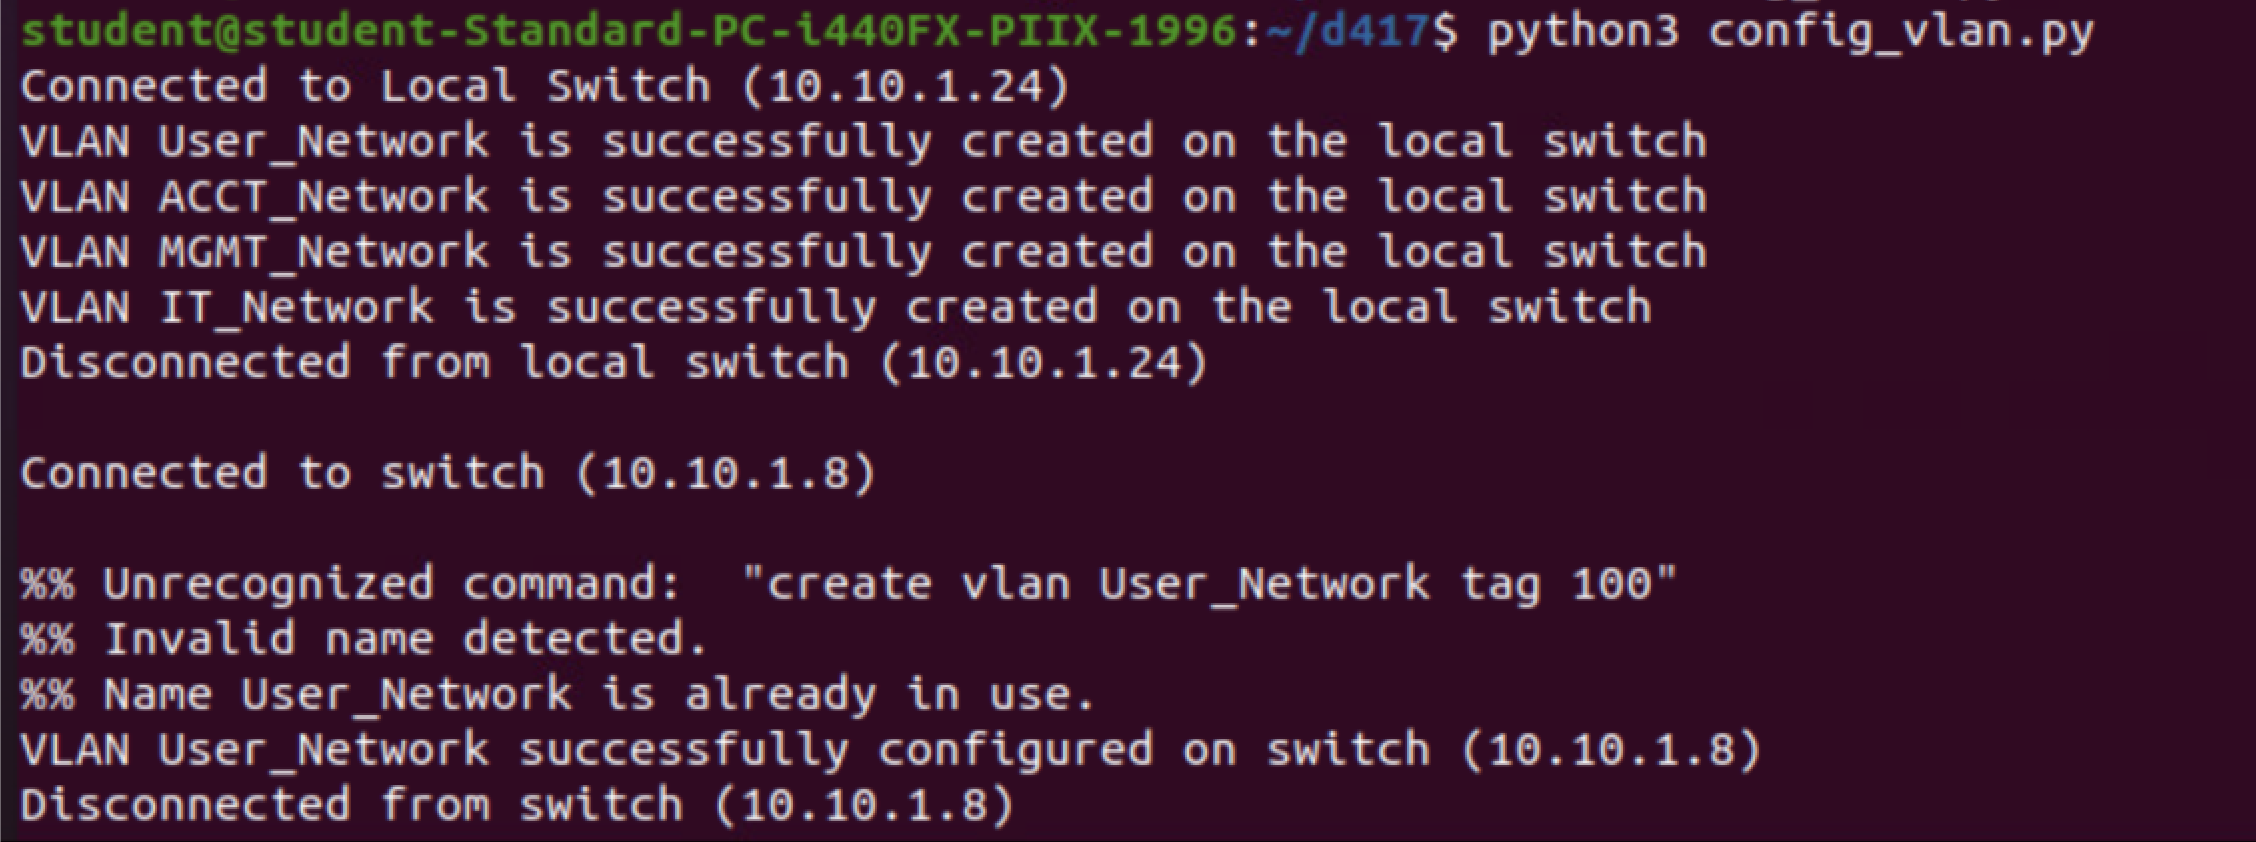 student@student-Standard-PC-i440FX-PIIX-1996:~/d417$ python3 config_vlan.py
Connected to Local Switch (10.10.1.24)
VLAN User_Network is successfully created on the local switch
VLAN ACCT_Network is successfully created on the local switch
VLAN MGMT_Network is successfully created on the local switch
VLAN IT_Network is successfully created on the local switch
Disconnected from local switch (10.10.1.24)
Connected to switch (10.10.1.8)
%% Unrecognized command:  "create vlan User_Network tag 100"
%% Invalid name detected.
%% Name User_Network is already in use.
VLAN User_Network successfully configured on switch (10.10.1.8)
Disconnected from switch (10.10.1.8)